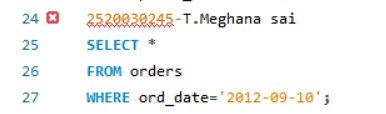 24 2520030245-T.Meghana sai
25 SELECT *
26 FROM orders
27 WHERE ord_date='2012-09-10';